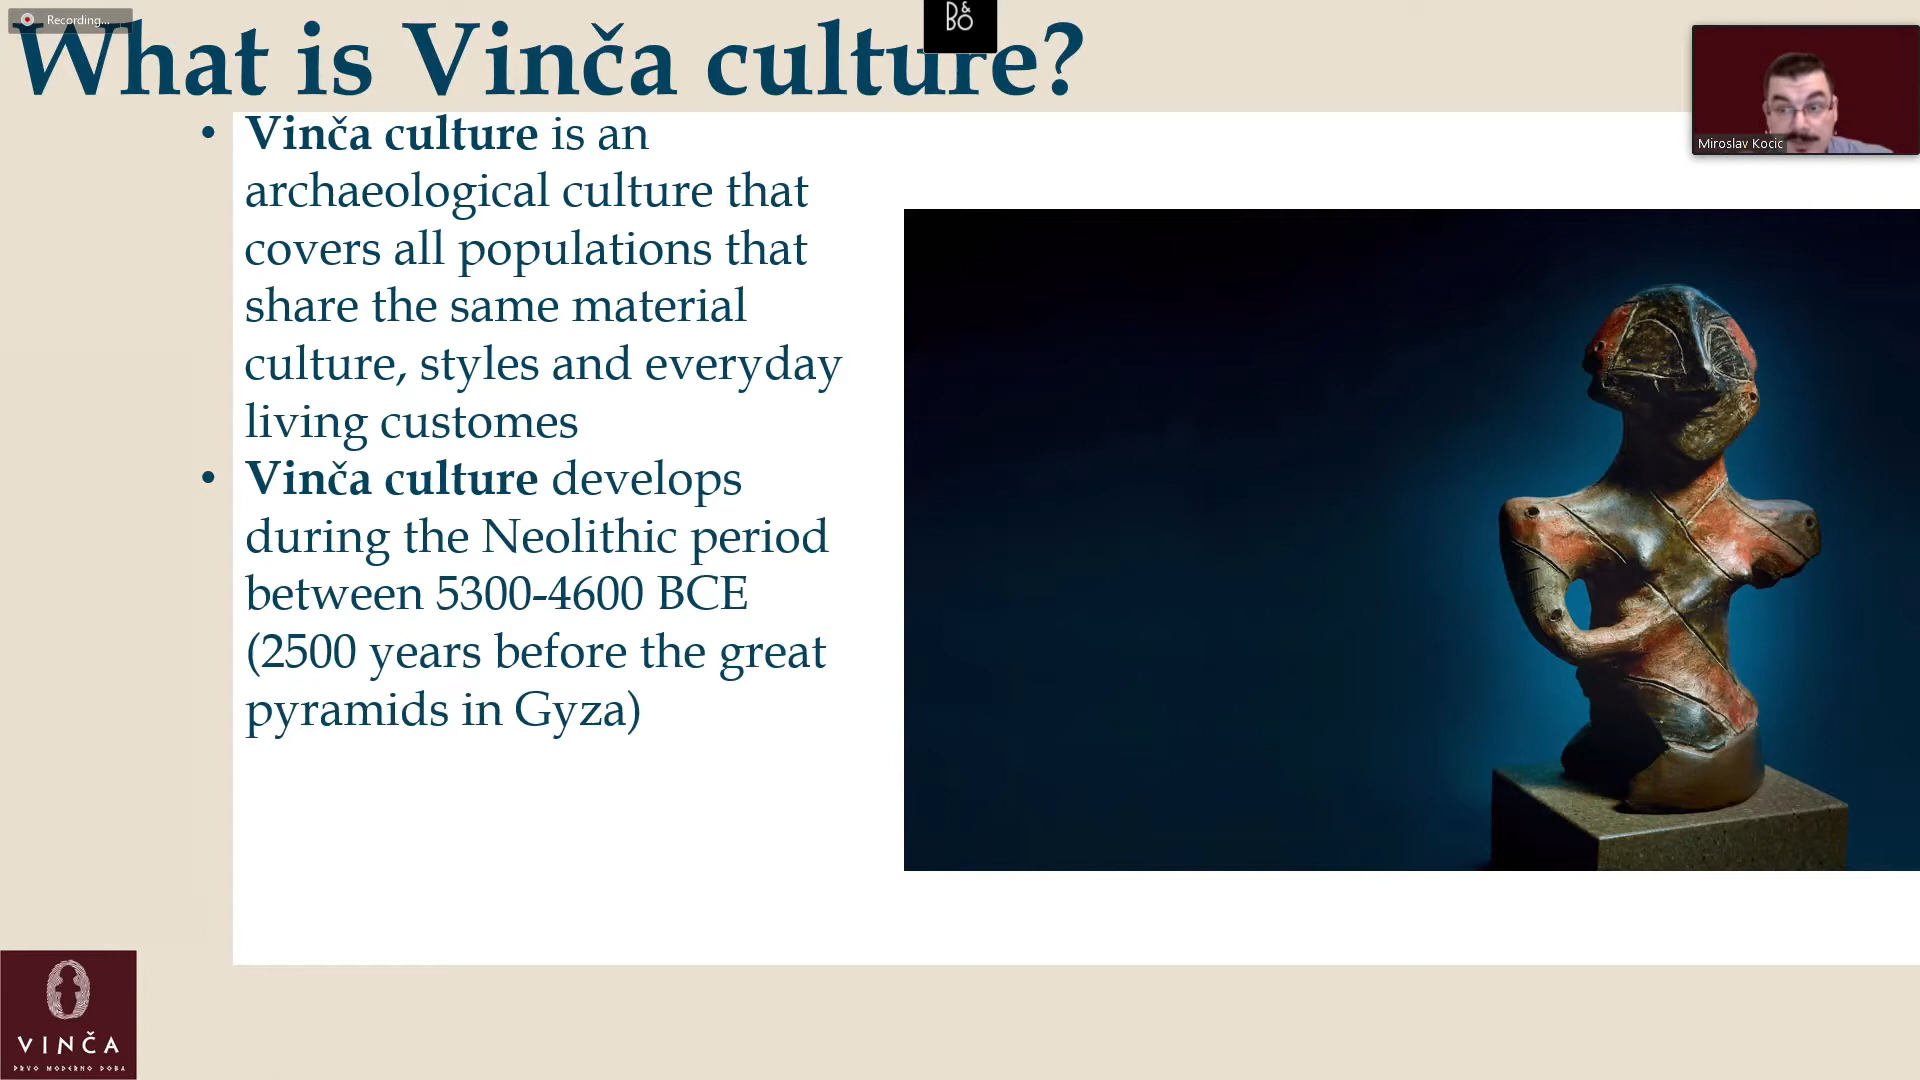 Recording...
What is Vinča culture?
B&
BO
Miroslav Kocic
• Vinča culture is an
archaeological culture that
covers all populations that
share the same material
culture, styles and everyday
living customes
• Vinča culture develops
during the Neolithic period
between 5300-4600 BCE
(2500 years before the great
pyramids in Gyza)
VINČA
PRVO MODERNO DOBA